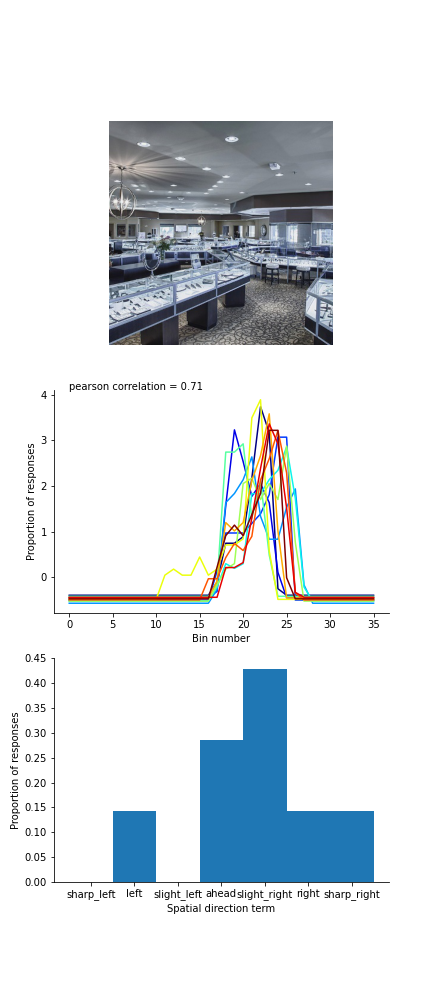 pearson correlation = 0.71
4
3
2
1
0
Proportion of responses
0 5 10 15 20 25 30 35
Bin number
0.45
0.40
0.35
0.30
0.25
0.20
0.15
0.10
0.05
0.00
Proportion of responses
sharp_left left slight_left ahead slight_right right sharp_right
Spatial direction term